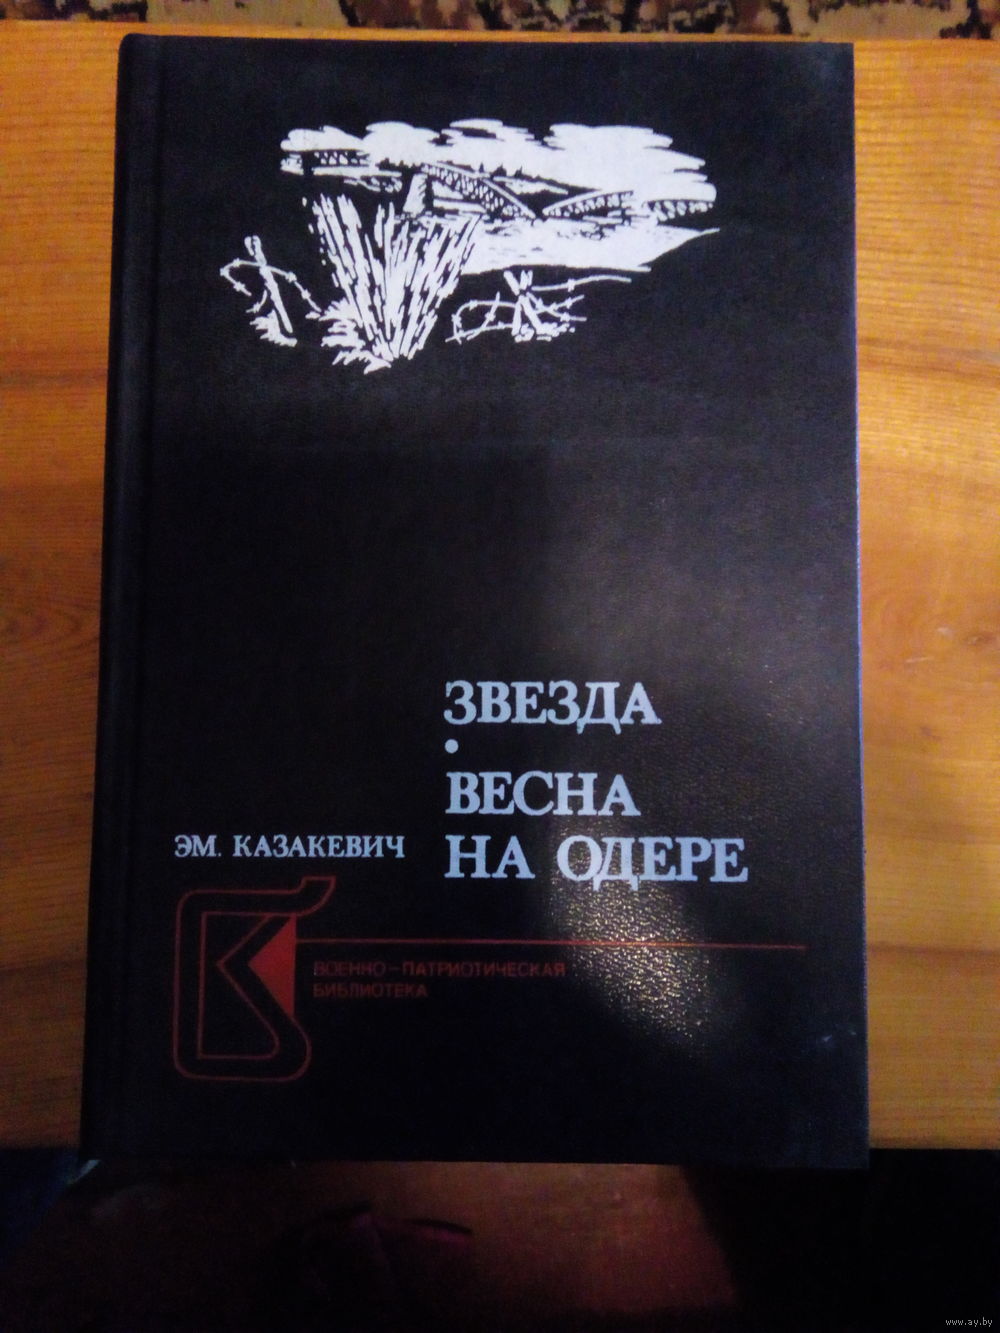 ЗВЕЗДА
•
ВЕСНА
НА ОДЕРЕ
ЭМ. КАЗАКЕВИЧ
ВОЕННО-ПАТРИОТИЧЕСКАЯ
БИБЛИОТЕКА
www.ay.by